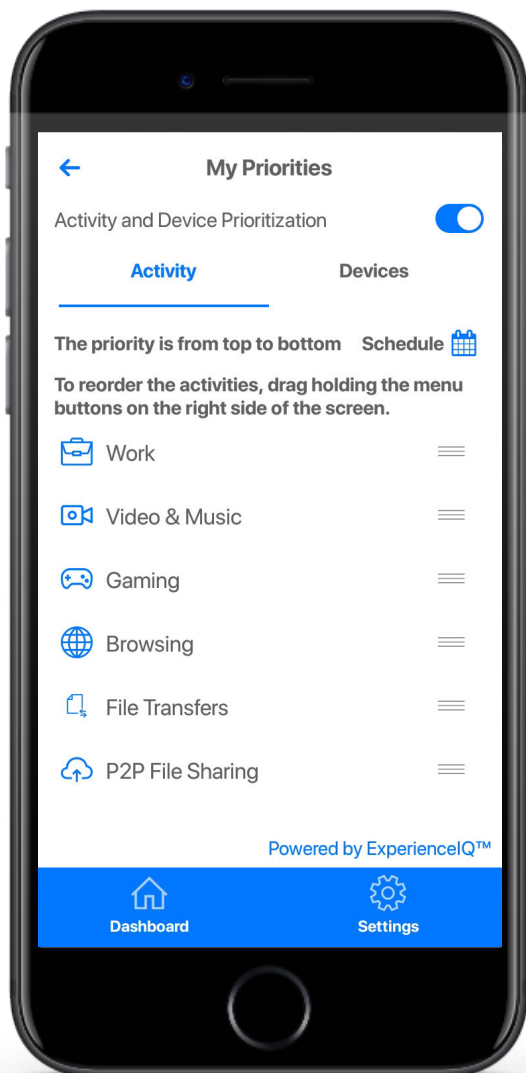 My Priorities
Activity and Device Prioritization
Activity Devices
The priority is from top to bottom Schedule
To reorder the activities, drag holding the menu
buttons on the right side of the screen.
Work
Video & Music
Gaming
Browsing
File Transfers
P2P File Sharing
Powered by ExperienceIQ™
Dashboard Settings